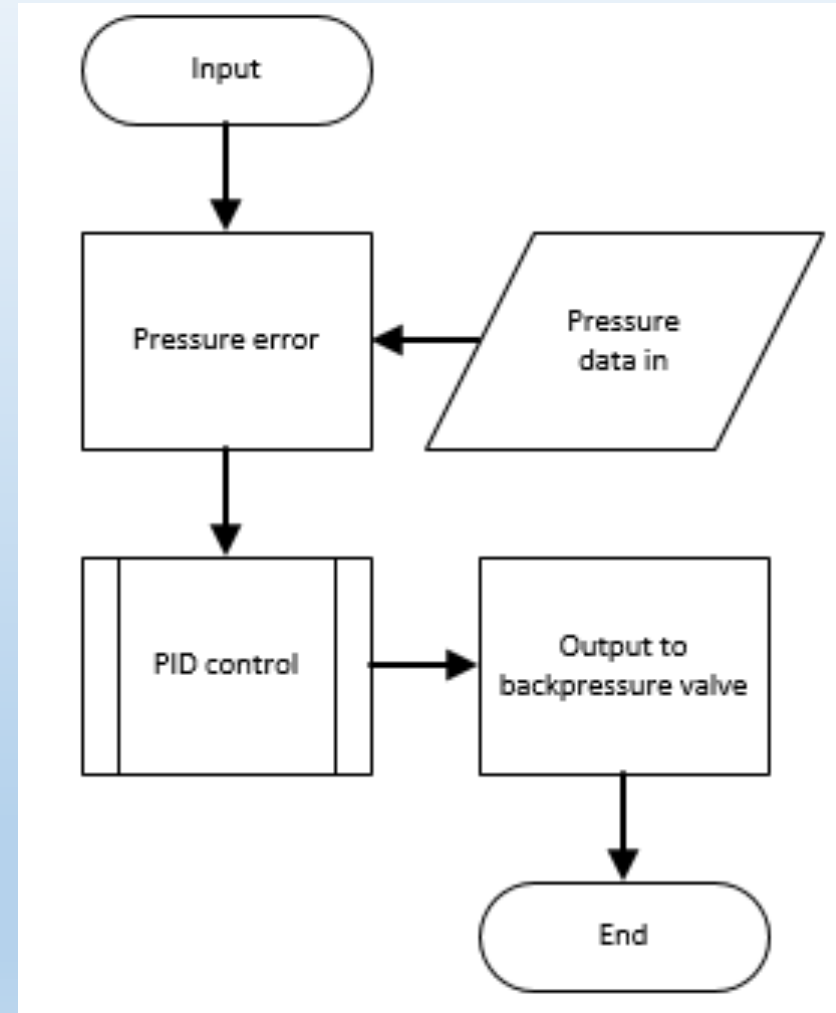 Input
Pressure error
Pressure
data in
PID control
Output to
backpressure valve
End